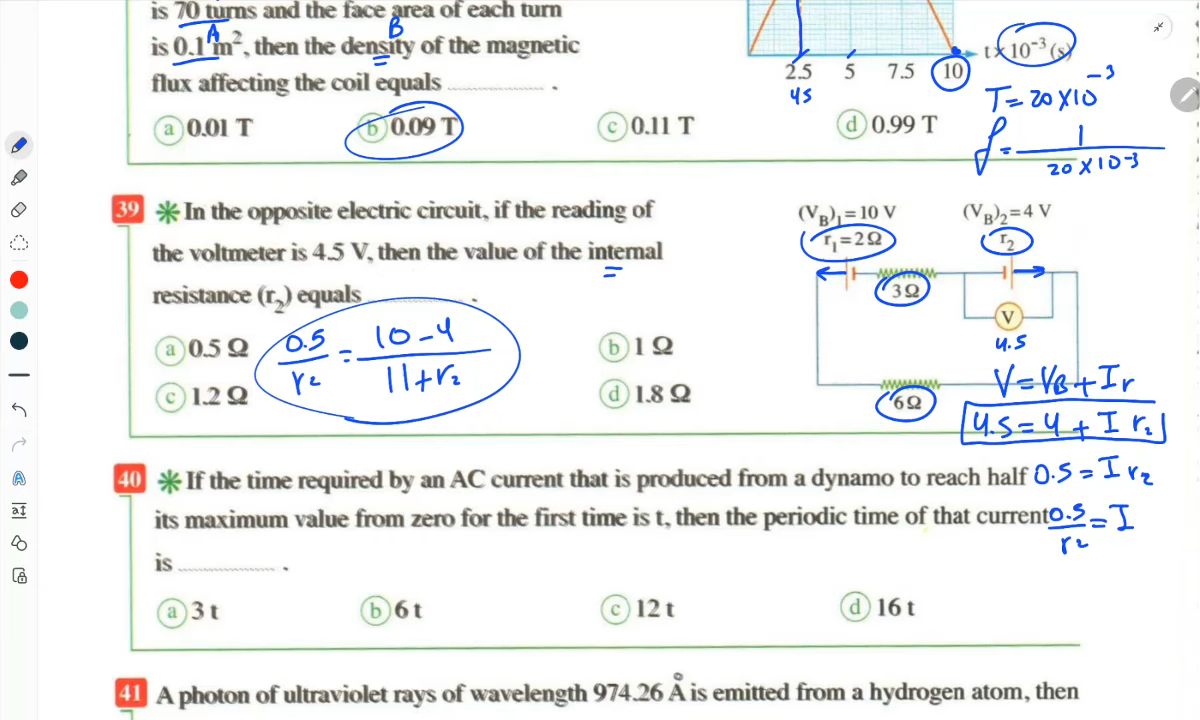 is 70 turns and the face area of each turn
A B
is 0.1 m², then the density of the magnetic
flux affecting the coil equals .............. .
a 0.01 T b 0.09 T c 0.11 T d 0.99 T
2.5 5 7.5 10 t×10⁻³ (s)
45
T = 20×10⁻³
f = 1/20×10⁻³
39 ✱ In the opposite electric circuit, if the reading of
the voltmeter is 4.5 V, then the value of the internal
resistance (r₂) equals .............. .
a 0.5 Ω b 1 Ω
c 1.2 Ω d 1.8 Ω
0.5/r₂ = 10-4/11+r₂
(V_B)₁=10 V (V_B)₂=4 V
r₁=2Ω r₂
3Ω
V
4.5
6Ω
V=V_B+Ir
4.5=4+I r₂
0.5=I r₂
0.5/r₂=I
40 ✱ If the time required by an AC current that is produced from a dynamo to reach half
its maximum value from zero for the first time is t, then the periodic time of that current
is .............. .
a 3 t b 6 t c 12 t d 16 t
41 A photon of ultraviolet rays of wavelength 974.26 Å is emitted from a hydrogen atom, then